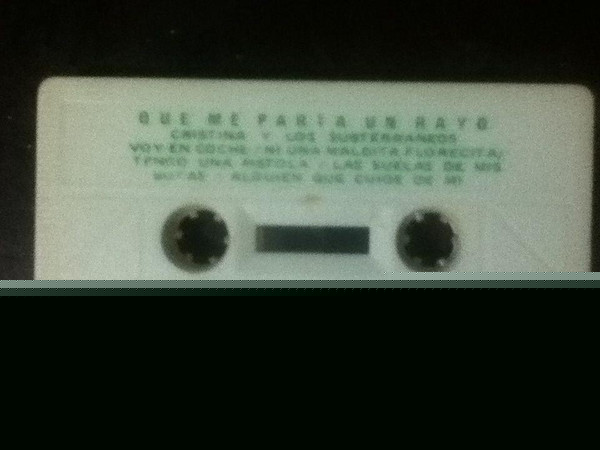 QUE ME PARTA UN RAYO
CRISTINA Y LOS SUBTERRANEOS
VOY EN COCHE / NI UNA MALDITA FLORECITA /
TENGO UNA PISTOLA / LAS SUELAS DE MIS
BOTAS / ALGUIEN QUE CUIDE DE MI